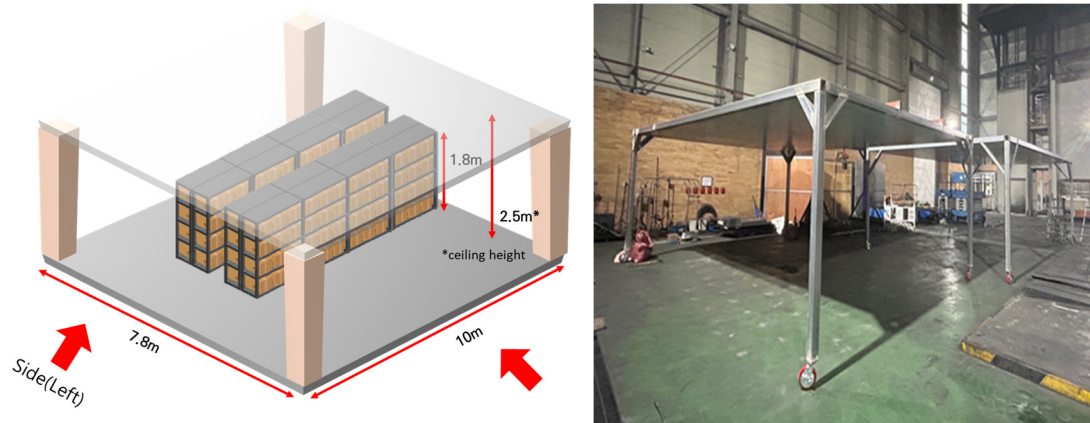 1.8m
2.5m*
*ceiling height
7.8m
10m
Side(Left)